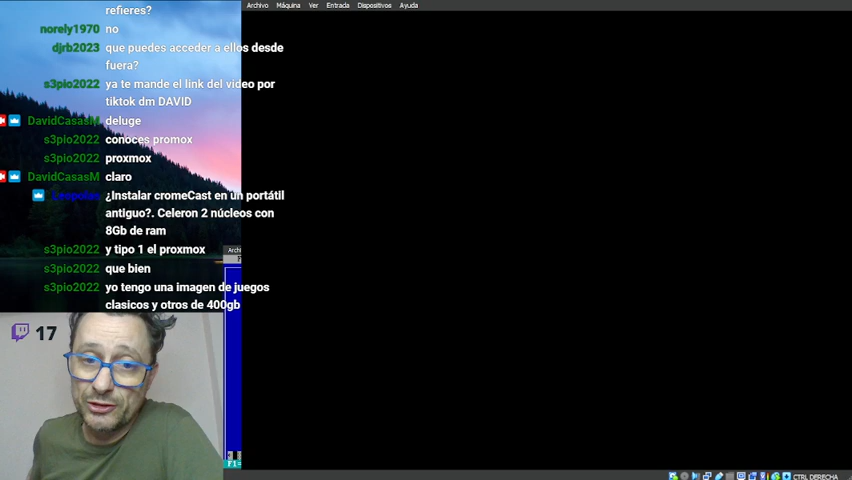 Archivo Máquina Ver Entrada Dispositivos Ayuda
refieres?
norely1970 no
djrb2023 que puedes acceder a ellos desde
fuera?
s3pio2022 ya te mande el link del video por
tiktok dm DAVID
DavidCasasM deluge
s3pio2022 conoces promox
s3pio2022 proxmox
DavidCasasM claro
¿Instalar cromeCast en un portátil
antiguo?. Celeron 2 núcleos con
8Gb de ram
s3pio2022 y tipo 1 el proxmox
Archi
s3pio2022 que bien
s3pio2022 yo tengo una imagen de juegos
clasicos y otros de 400gb
17
F1=
CTRL DERECHA